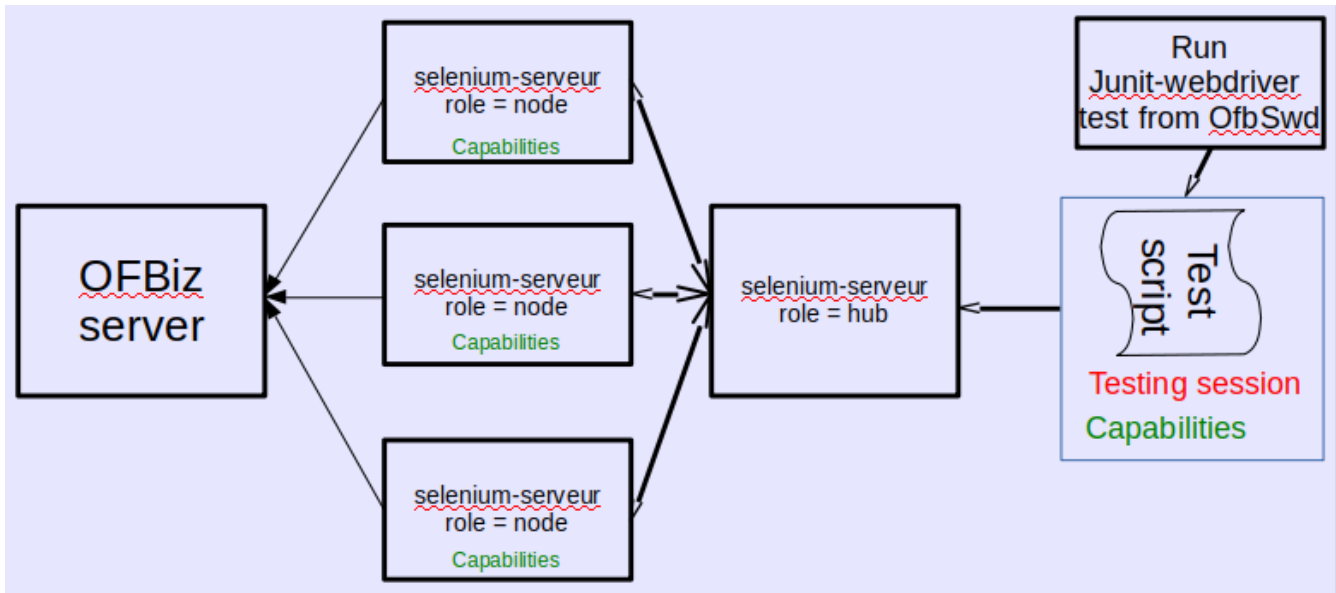 OFBiz
server
selenium-serveur
role = node
Capabilities
selenium-serveur
role = node
Capabilities
selenium-serveur
role = node
Capabilities
selenium-serveur
role = hub
Run
Junit-webdriver
test from OfbSwd
Test
script
Testing session
Capabilities